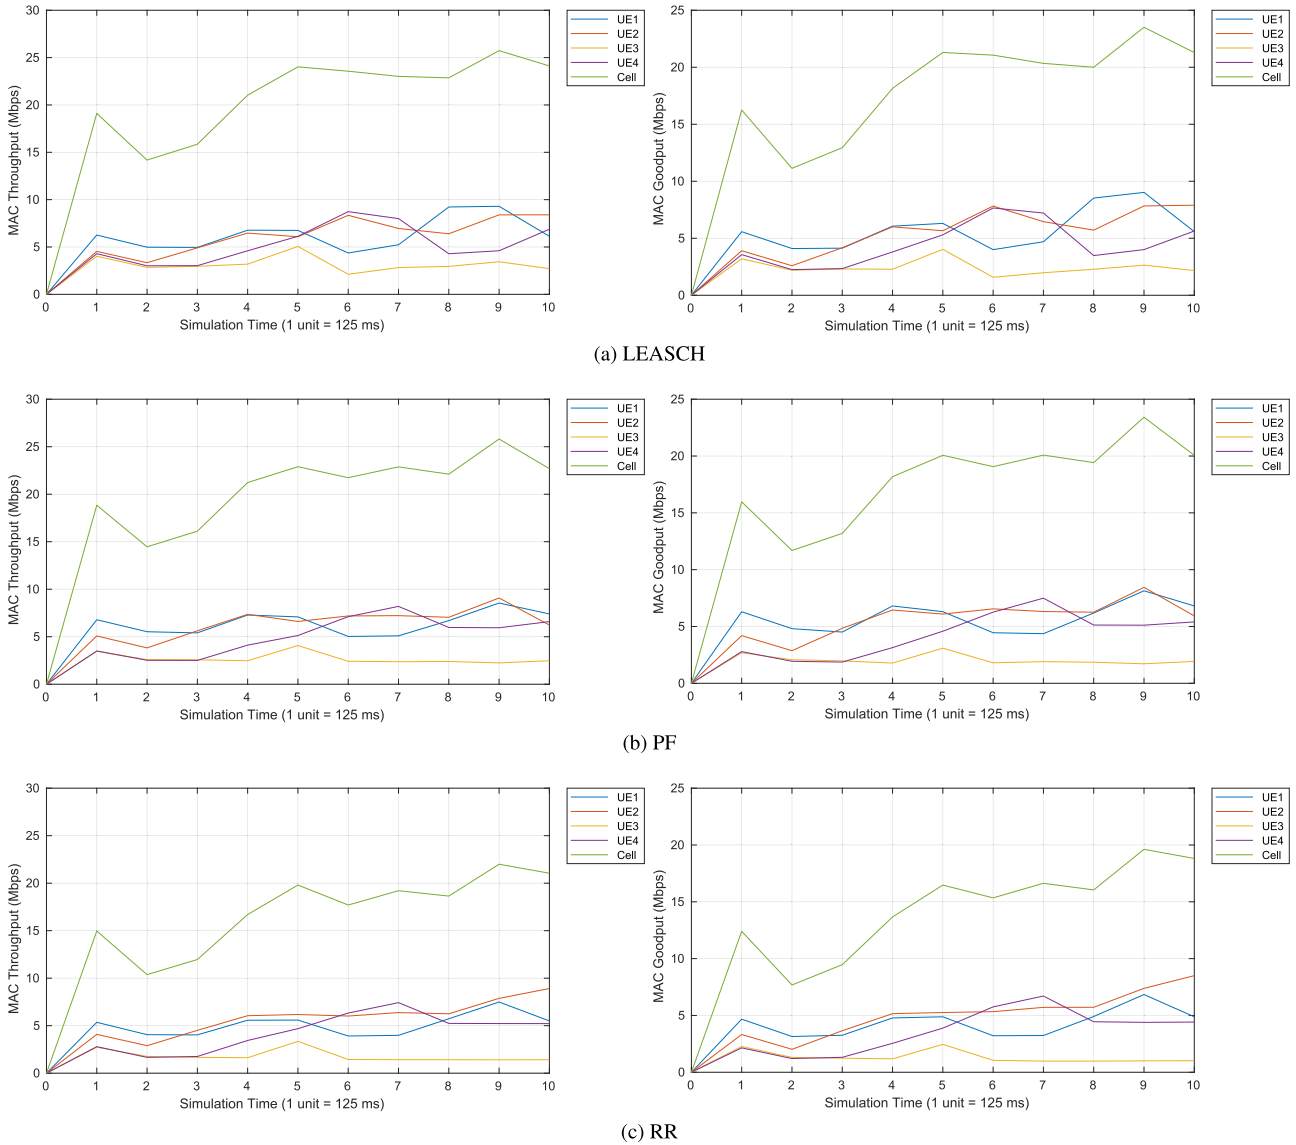 MAC Throughput (Mbps)
30
25
20
15
10
5
0
0 1 2 3 4 5 6 7 8 9 10
Simulation Time (1 unit = 125 ms)
UE1
UE2
UE3
UE4
Cell
MAC Goodput (Mbps)
25
20
15
10
5
0
0 1 2 3 4 5 6 7 8 9 10
Simulation Time (1 unit = 125 ms)
UE1
UE2
UE3
UE4
Cell
(a) LEASCH
MAC Throughput (Mbps)
30
25
20
15
10
5
0
0 1 2 3 4 5 6 7 8 9 10
Simulation Time (1 unit = 125 ms)
UE1
UE2
UE3
UE4
Cell
MAC Goodput (Mbps)
25
20
15
10
5
0
0 1 2 3 4 5 6 7 8 9 10
Simulation Time (1 unit = 125 ms)
UE1
UE2
UE3
UE4
Cell
(b) PF
MAC Throughput (Mbps)
30
25
20
15
10
5
0
0 1 2 3 4 5 6 7 8 9 10
Simulation Time (1 unit = 125 ms)
UE1
UE2
UE3
UE4
Cell
MAC Goodput (Mbps)
25
20
15
10
5
0
0 1 2 3 4 5 6 7 8 9 10
Simulation Time (1 unit = 125 ms)
UE1
UE2
UE3
UE4
Cell
(c) RR